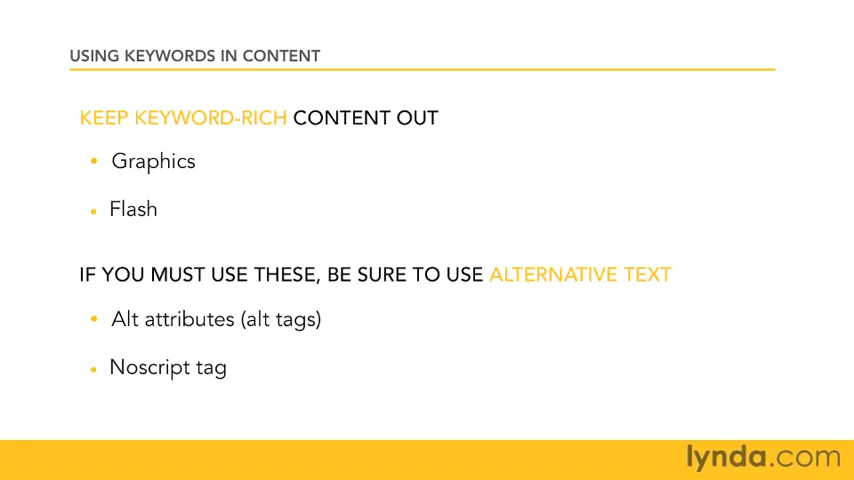 USING KEYWORDS IN CONTENT
KEEP KEYWORD-RICH CONTENT OUT
• Graphics
• Flash
IF YOU MUST USE THESE, BE SURE TO USE ALTERNATIVE TEXT
• Alt attributes (alt tags)
• Noscript tag
lynda.com